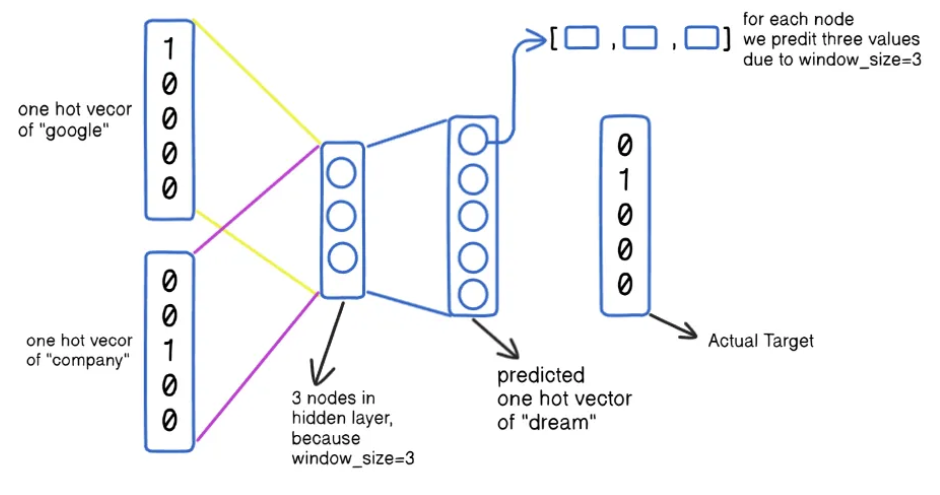 one hot vecor
of "google"
1
0
0
0
0
one hot vecor
of "company"
0
0
1
0
0
3 nodes in
hidden layer,
because
window_size=3
predicted
one hot vector
of "dream"
[ , , ]
for each node
we predit three values
due to window_size=3
0
1
0
0
0
Actual Target